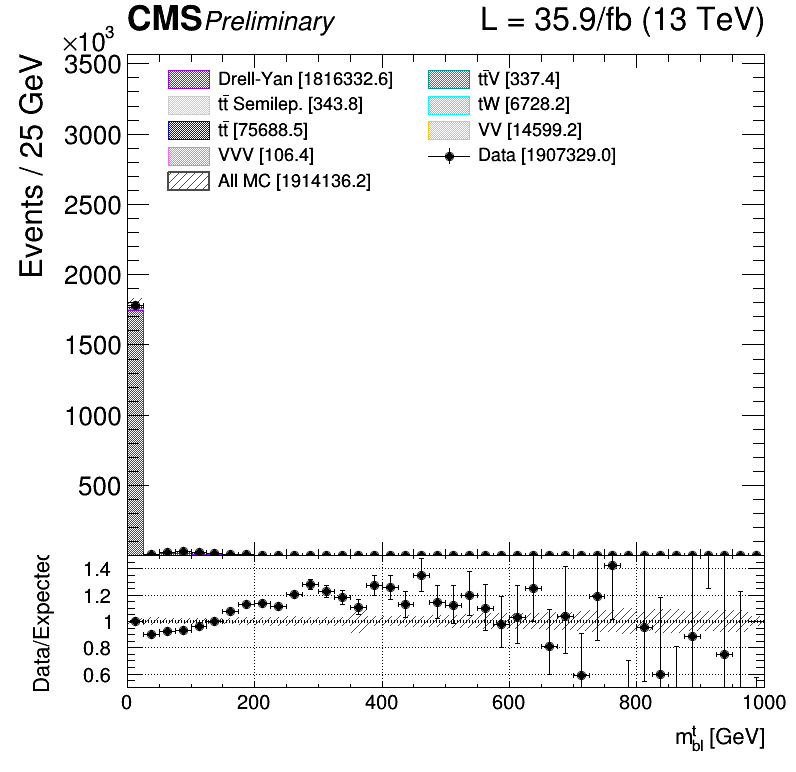 CMS Preliminary L = 35.9/fb (13 TeV)
×10³
3500
3000
2500
2000
1500
1000
500
Events / 25 GeV
Drell-Yan [1816332.6]
tt̄ Semilep. [343.8]
tt̄ [75688.5]
VVV [106.4]
All MC [1914136.2]
tt̄V [337.4]
tW [6728.2]
VV [14599.2]
Data [1907329.0]
Data/Expected
1.4
1.2
1
0.8
0.6
0 200 400 600 800 1000
m^t_bl [GeV]